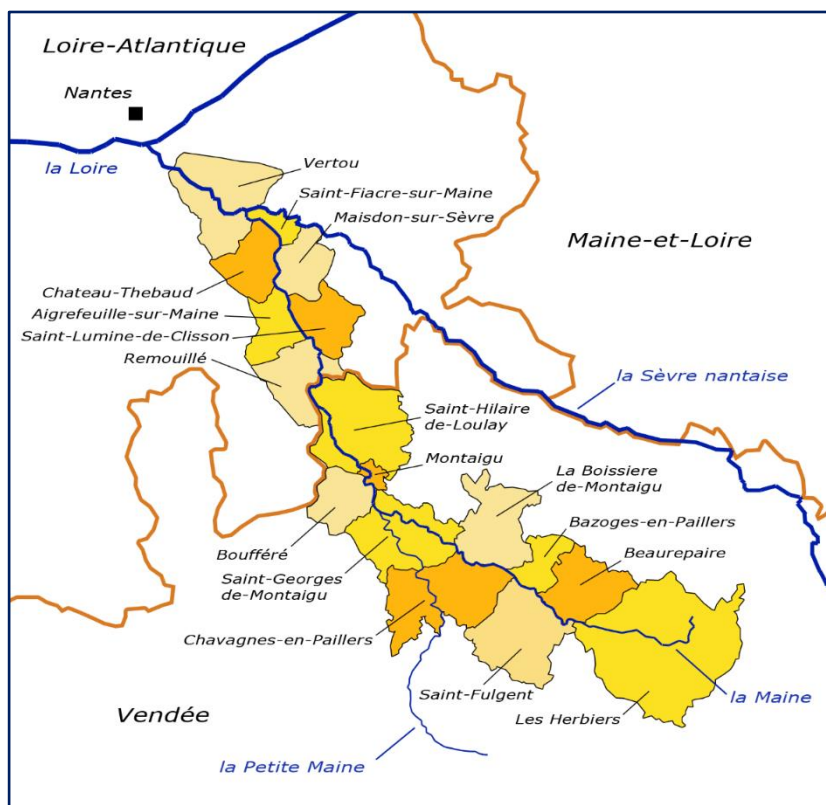 Loire-Atlantique
Nantes
la Loire
Vertou
Saint-Fiacre-sur-Maine
Maisdon-sur-Sèvre
Maine-et-Loire
Chateau-Thebaud
Aigrefeuille-sur-Maine
Saint-Lumine-de-Clisson
Remouillé
la Sèvre nantaise
Saint-Hilaire
de-Loulay
Montaigu
La Boissiere
de-Montaigu
Bazoges-en-Paillers
Boufféré
Beaurepaire
Saint-Georges
de-Montaigu
Chavagnes-en-Paillers
Saint-Fulgent
la Maine
Vendée
Les Herbiers
la Petite Maine